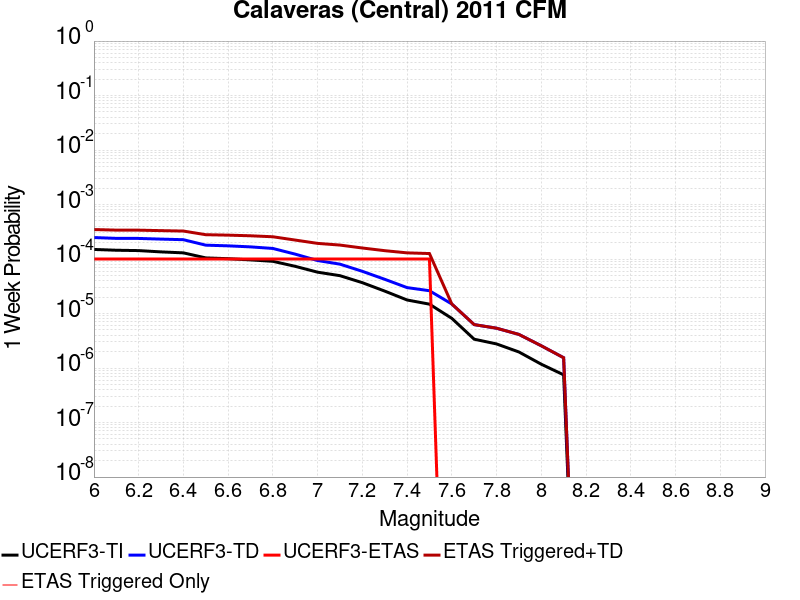 Calaveras (Central) 2011 CFM
1 Week Probability
10^0
10^-1
10^-2
10^-3
10^-4
10^-5
10^-6
10^-7
10^-8
6 6.2 6.4 6.6 6.8 7 7.2 7.4 7.6 7.8 8 8.2 8.4 8.6 8.8 9
Magnitude
UCERF3-TI UCERF3-TD UCERF3-ETAS ETAS Triggered+TD
ETAS Triggered Only